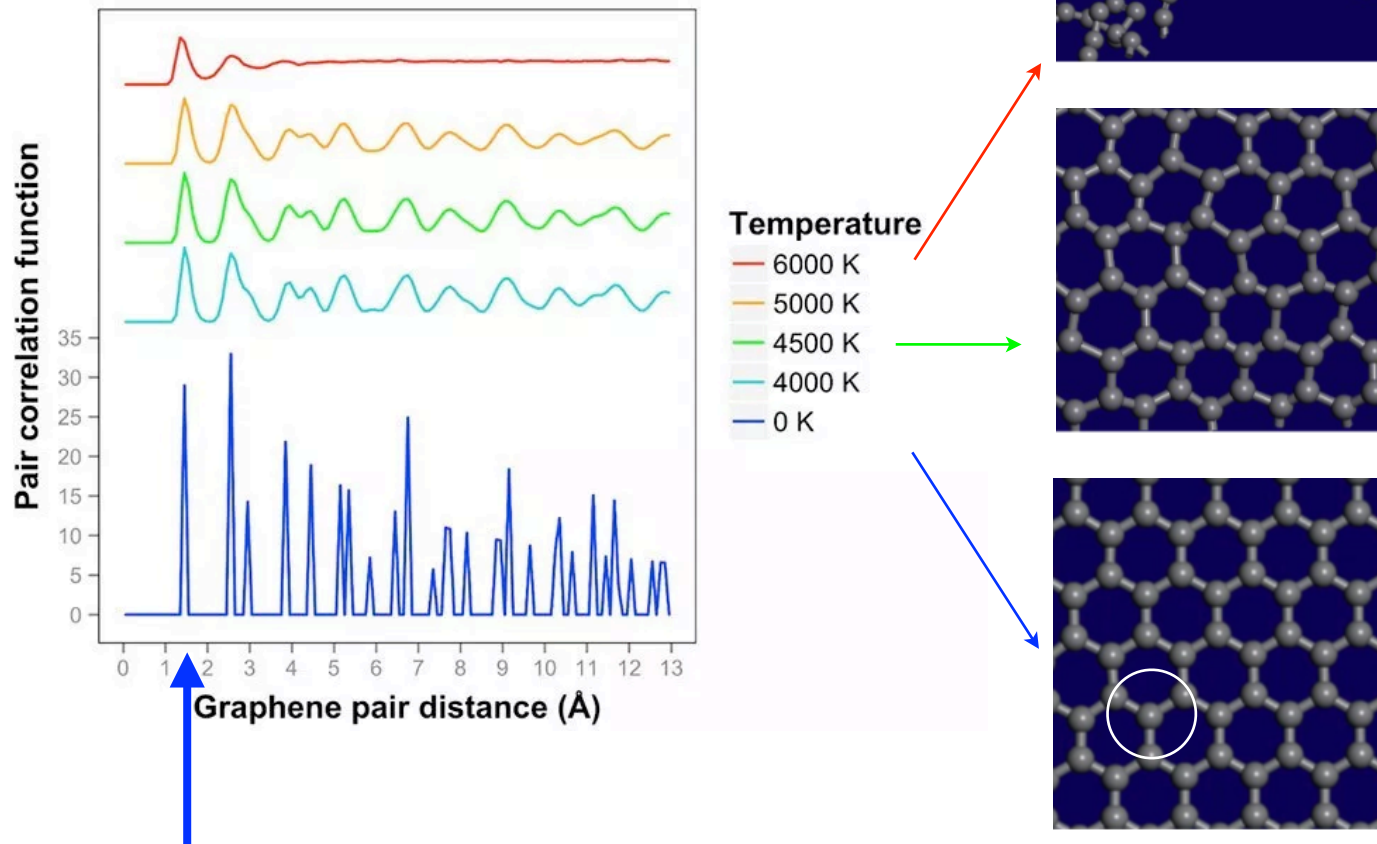 Pair correlation function
35
30
25
20
15
10
5
0
0 1 2 3 4 5 6 7 8 9 10 11 12 13
Graphene pair distance (Å)
Temperature
6000 K
5000 K
4500 K
4000 K
0 K